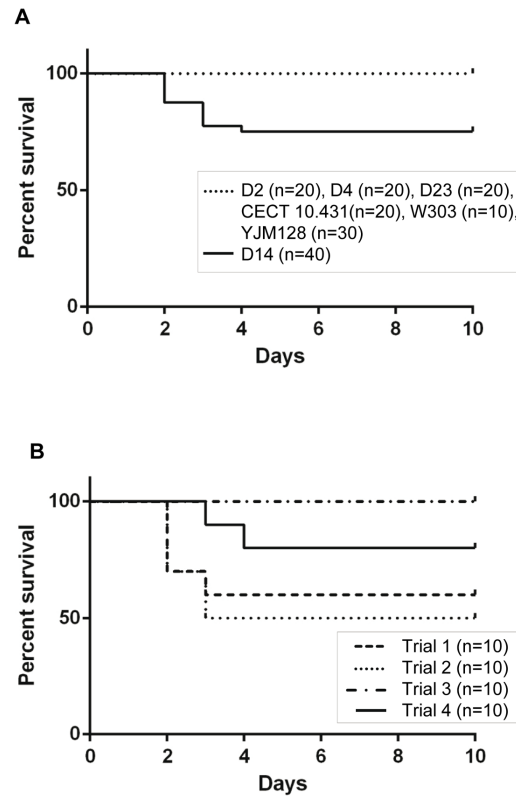 A
100
50
0
Percent survival
D2 (n=20), D4 (n=20), D23 (n=20),
CECT 10.431(n=20), W303 (n=10),
YJM128 (n=30)
D14 (n=40)
0 2 4 6 8 10
Days
B
100
50
0
Percent survival
Trial 1 (n=10)
Trial 2 (n=10)
Trial 3 (n=10)
Trial 4 (n=10)
0 2 4 6 8 10
Days